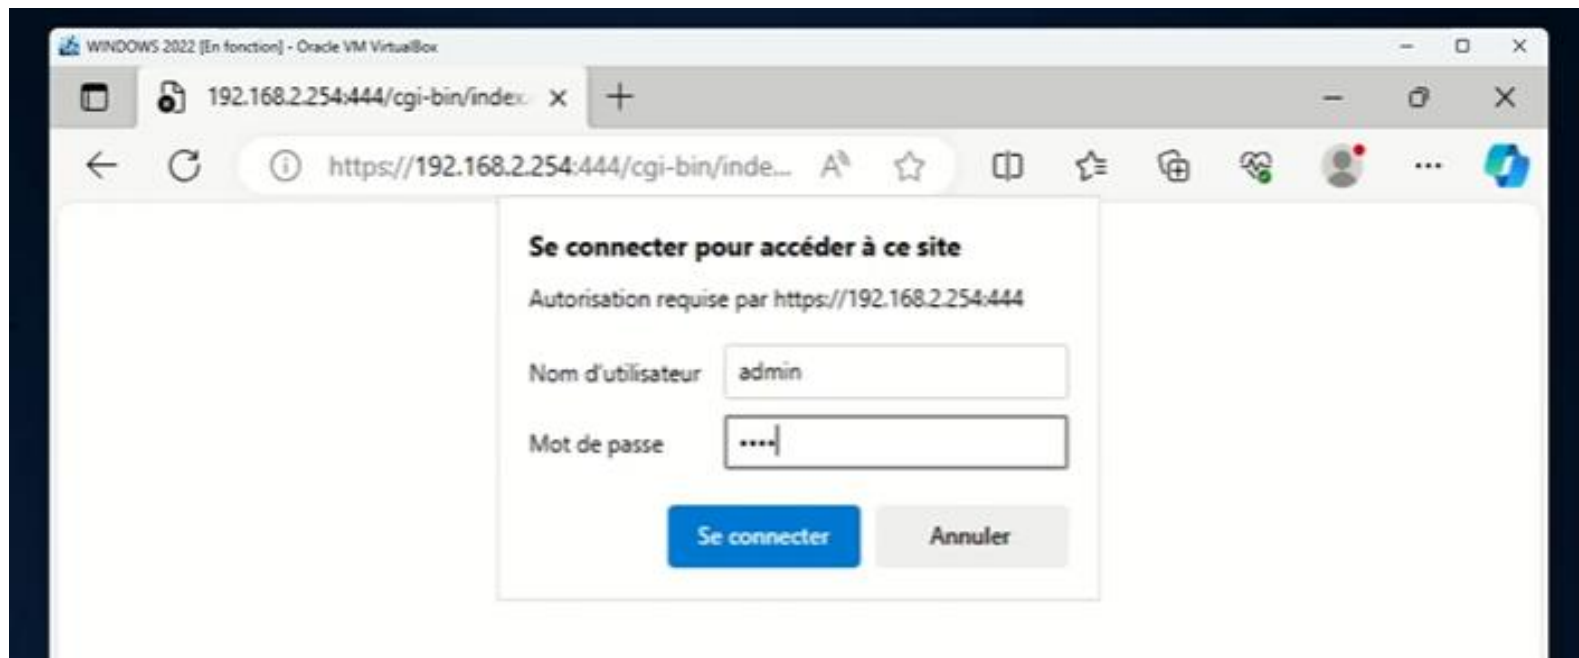 WINDOWS 2022 [En fonction] - Oracle VM VirtualBox
192.168.2.254:444/cgi-bin/index.
https://192.168.2.254:444/cgi-bin/inde...
Se connecter pour accéder à ce site
Autorisation requise par https://192.168.2.254:444
Nom d'utilisateur admin
Mot de passe ••••
Se connecter Annuler